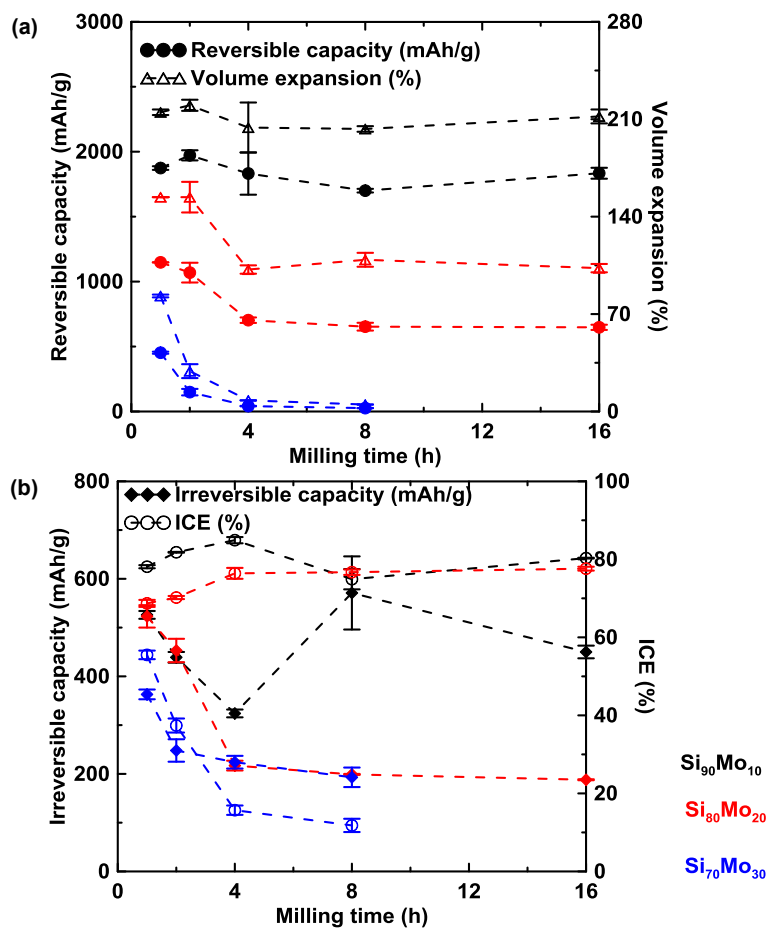 (a)
3000
2000
1000
0
Reversible capacity (mAh/g)
Reversible capacity (mAh/g)
Volume expansion (%)
280
210
140
70
0
Volume expansion (%)
0 4 8 12 16
Milling time (h)
(b)
800
600
400
200
0
Irreversible capacity (mAh/g)
Irreversible capacity (mAh/g)
ICE (%)
100
80
60
40
20
0
ICE (%)
0 4 8 12 16
Milling time (h)
Si₉₀Mo₁₀
Si₈₀Mo₂₀
Si₇₀Mo₃₀